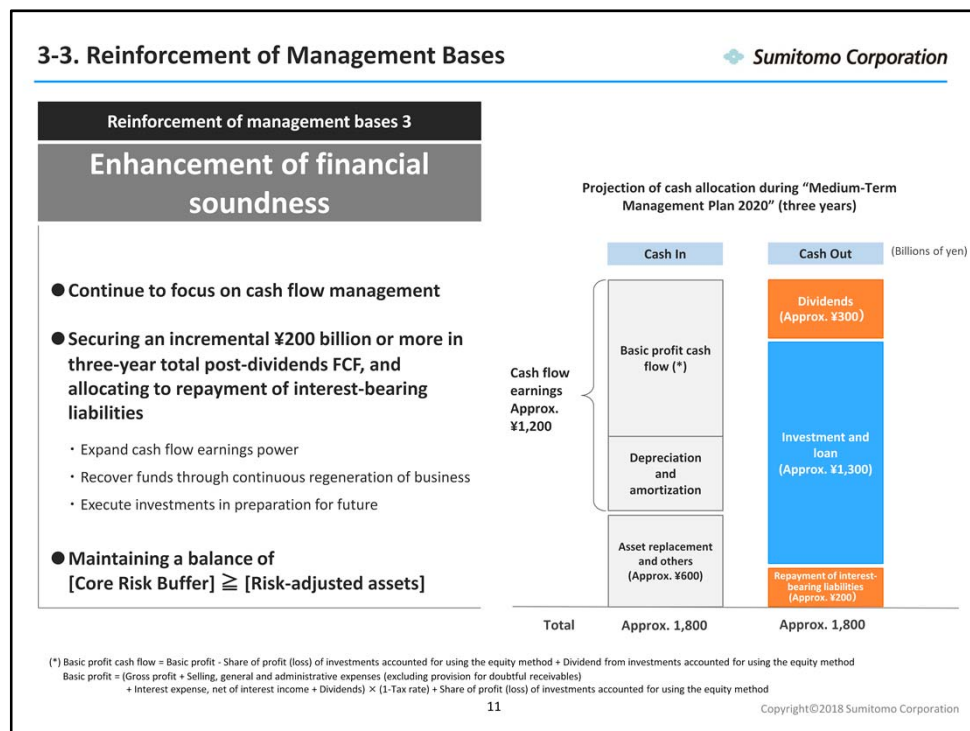 3-3. Reinforcement of Management Bases
Sumitomo Corporation
Reinforcement of management bases 3
Enhancement of financial
soundness
● Continue to focus on cash flow management
● Securing an incremental ¥200 billion or more in
three-year total post-dividends FCF, and
allocating to repayment of interest-bearing
liabilities
・ Expand cash flow earnings power
・ Recover funds through continuous regeneration of business
・ Execute investments in preparation for future
● Maintaining a balance of
[Core Risk Buffer] ≧ [Risk-adjusted assets]
Projection of cash allocation during “Medium-Term
Management Plan 2020” (three years)
Cash In
Cash Out
(Billions of yen)
Cash flow
earnings
Approx.
¥1,200
Basic profit cash
flow (*)
Depreciation
and
amortization
Asset replacement
and others
(Approx. ¥600)
Dividends
(Approx. ¥300)
Investment and
loan
(Approx. ¥1,300)
Repayment of interest-
bearing liabilities
(Approx. ¥200)
Total
Approx. 1,800
Approx. 1,800
(*) Basic profit cash flow = Basic profit - Share of profit (loss) of investments accounted for using the equity method + Dividend from investments accounted for using the equity method
Basic profit = (Gross profit + Selling, general and administrative expenses (excluding provision for doubtful receivables)
+ Interest expense, net of interest income + Dividends) × (1-Tax rate) + Share of profit (loss) of investments accounted for using the equity method
11
Copyright©2018 Sumitomo Corporation